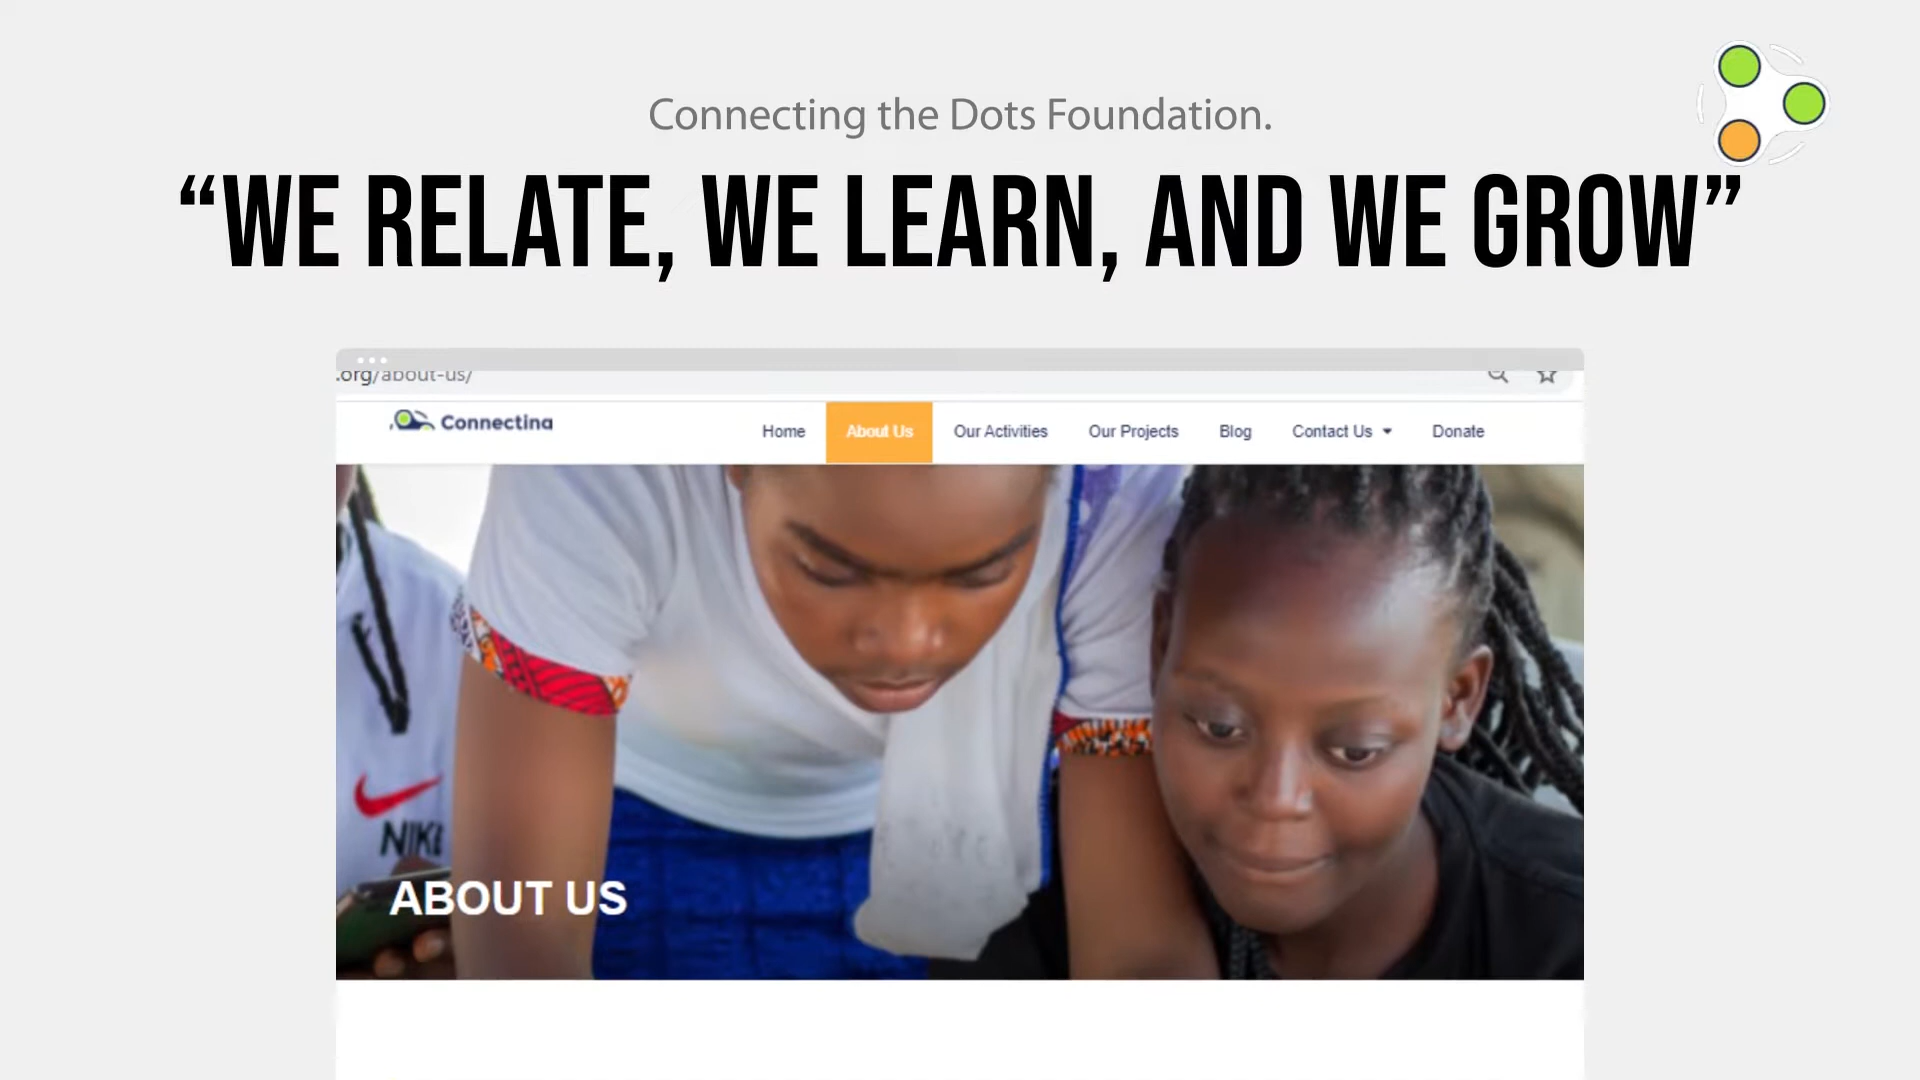 Connecting the Dots Foundation.
“WE RELATE, WE LEARN, AND WE GROW”
.org/about-us/
Connecting
Home About Us Our Activities Our Projects Blog Contact Us Donate
NIKE
ABOUT US